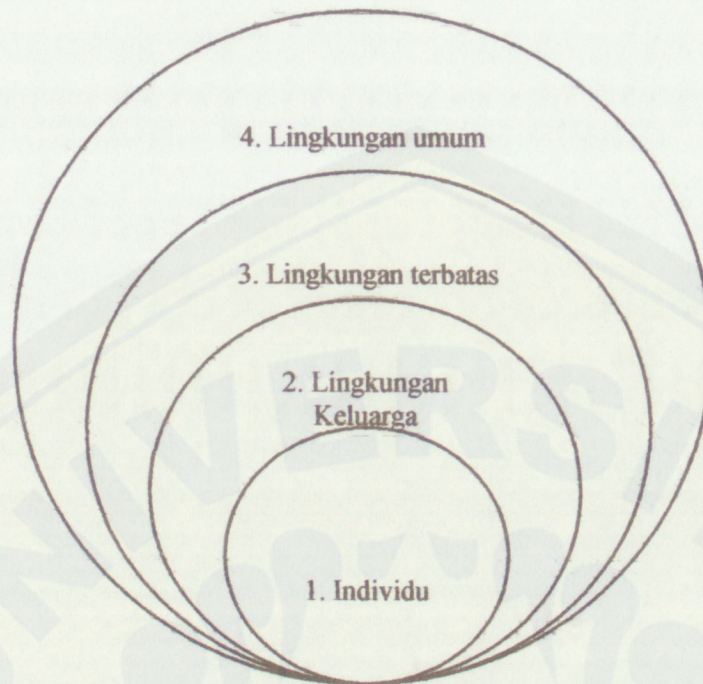 4. Lingkungan umum
3. Lingkungan terbatas
2. Lingkungan
Keluarga
1. Individu